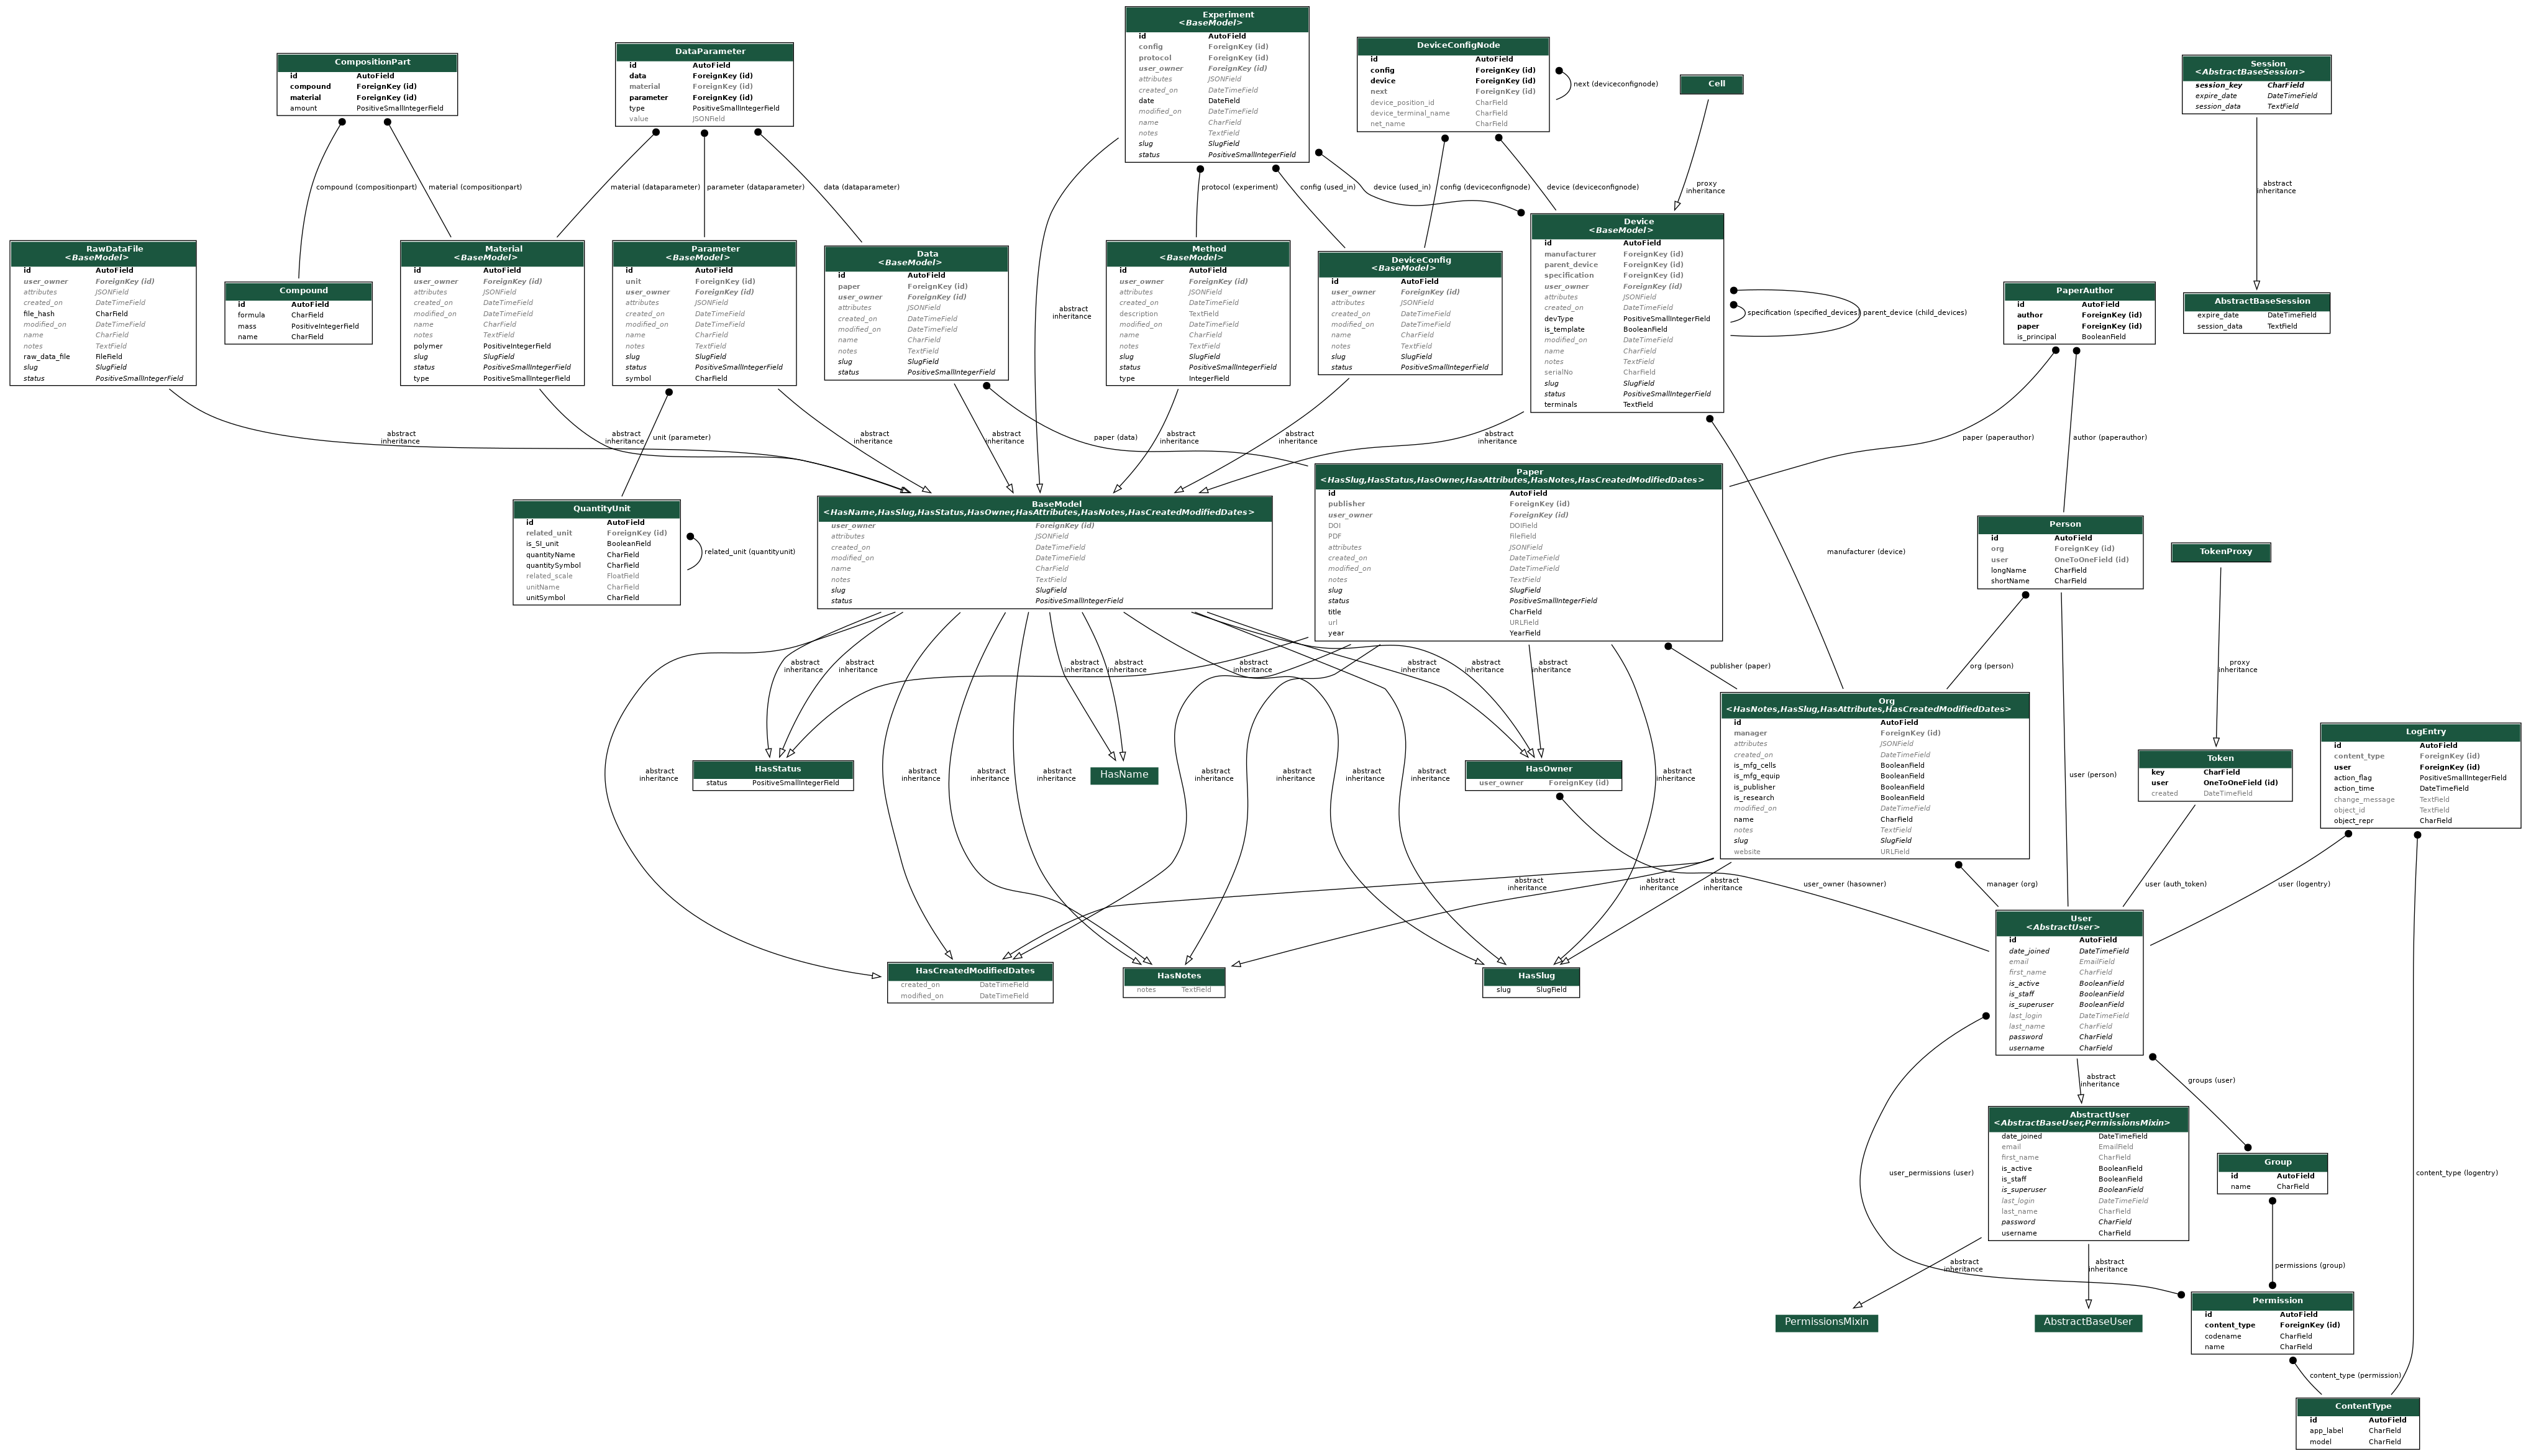 Experiment
<BaseModel>
id AutoField
config ForeignKey (id)
protocol ForeignKey (id)
user_owner ForeignKey (id)
attributes JSONField
created_on DateTimeField
date DateField
modified_on DateTimeField
name CharField
notes TextField
slug SlugField
status PositiveSmallIntegerField
DeviceConfigNode
id AutoField
config ForeignKey (id)
device ForeignKey (id)
next ForeignKey (id)
device_position_id CharField
device_terminal_name CharField
net_name CharField
next (deviceconfignode)
DataParameter
id AutoField
data ForeignKey (id)
material ForeignKey (id)
parameter ForeignKey (id)
type PositiveSmallIntegerField
value JSONField
CompositionPart
id AutoField
compound ForeignKey (id)
material ForeignKey (id)
amount PositiveSmallIntegerField
Cell
Session
<AbstractBaseSession>
session_key CharField
expire_date DateTimeField
session_data TextField
compound (compositionpart)
material (compositionpart)
material (dataparameter)
parameter (dataparameter)
data (dataparameter)
protocol (experiment)
config (used_in)
device (used_in)
config (deviceconfignode)
device (deviceconfignode)
proxy
inheritance
abstract
inheritance
RawDataFile
<BaseModel>
id AutoField
user_owner ForeignKey (id)
attributes JSONField
created_on DateTimeField
file_hash CharField
modified_on DateTimeField
name CharField
notes TextField
raw_data_file FileField
slug SlugField
status PositiveSmallIntegerField
Compound
id AutoField
formula CharField
mass PositiveIntegerField
name CharField
Material
<BaseModel>
id AutoField
user_owner ForeignKey (id)
attributes JSONField
created_on DateTimeField
modified_on DateTimeField
name CharField
notes TextField
polymer PositiveIntegerField
slug SlugField
status PositiveSmallIntegerField
type PositiveSmallIntegerField
Parameter
<BaseModel>
id AutoField
unit ForeignKey (id)
user_owner ForeignKey (id)
attributes JSONField
created_on DateTimeField
modified_on DateTimeField
name CharField
notes TextField
slug SlugField
status PositiveSmallIntegerField
symbol CharField
Data
<BaseModel>
id AutoField
paper ForeignKey (id)
user_owner ForeignKey (id)
attributes JSONField
created_on DateTimeField
modified_on DateTimeField
name CharField
notes TextField
slug SlugField
status PositiveSmallIntegerField
abstract
inheritance
Method
<BaseModel>
id AutoField
user_owner ForeignKey (id)
attributes JSONField
created_on DateTimeField
description TextField
modified_on DateTimeField
name CharField
notes TextField
slug SlugField
status PositiveSmallIntegerField
type IntegerField
DeviceConfig
<BaseModel>
id AutoField
user_owner ForeignKey (id)
attributes JSONField
created_on DateTimeField
modified_on DateTimeField
name CharField
notes TextField
slug SlugField
status PositiveSmallIntegerField
Device
<BaseModel>
id AutoField
manufacturer ForeignKey (id)
parent_device ForeignKey (id)
specification ForeignKey (id)
user_owner ForeignKey (id)
attributes JSONField
created_on DateTimeField
devType PositiveSmallIntegerField
is_template BooleanField
modified_on DateTimeField
name CharField
notes TextField
serialNo CharField
slug SlugField
status PositiveSmallIntegerField
terminals TextField
specification (specified_devices)
parent_device (child_devices)
PaperAuthor
id AutoField
author ForeignKey (id)
paper ForeignKey (id)
is_principal BooleanField
AbstractBaseSession
expire_date DateTimeField
session_data TextField
abstract
inheritance
abstract
inheritance
unit (parameter)
abstract
inheritance
abstract
inheritance
paper (data)
abstract
inheritance
abstract
inheritance
abstract
inheritance
manufacturer (device)
paper (paperauthor)
author (paperauthor)
QuantityUnit
id AutoField
related_unit ForeignKey (id)
is_SI_unit BooleanField
quantityName CharField
quantitySymbol CharField
related_scale FloatField
unitName CharField
unitSymbol CharField
related_unit (quantityunit)
BaseModel
<HasName,HasSlug,HasStatus,HasOwner,HasAttributes,HasNotes,HasCreatedModifiedDates>
user_owner ForeignKey (id)
attributes JSONField
created_on DateTimeField
modified_on DateTimeField
name CharField
notes TextField
slug SlugField
status PositiveSmallIntegerField
Paper
<HasSlug,HasStatus,HasOwner,HasAttributes,HasNotes,HasCreatedModifiedDates>
id AutoField
publisher ForeignKey (id)
user_owner ForeignKey (id)
DOI DOIField
PDF FileField
attributes JSONField
created_on DateTimeField
modified_on DateTimeField
notes TextField
slug SlugField
status PositiveSmallIntegerField
title CharField
url URLField
year YearField
Person
id AutoField
org ForeignKey (id)
user OneToOneField (id)
longName CharField
shortName CharField
TokenProxy
abstract
inheritance
abstract
inheritance
abstract
inheritance
abstract
inheritance
abstract
inheritance
abstract
inheritance
abstract
inheritance
abstract
inheritance
publisher (paper)
org (person)
proxy
inheritance
Org
<HasNotes,HasSlug,HasAttributes,HasCreatedModifiedDates>
id AutoField
manager ForeignKey (id)
attributes JSONField
created_on DateTimeField
is_mfg_cells BooleanField
is_mfg_equip BooleanField
is_publisher BooleanField
is_research BooleanField
modified_on DateTimeField
name CharField
notes TextField
slug SlugField
website URLField
abstract
inheritance
HasStatus
status PositiveSmallIntegerField
abstract
inheritance
abstract
inheritance
abstract
inheritance
HasName
abstract
inheritance
abstract
inheritance
abstract
inheritance
abstract
inheritance
HasOwner
user_owner ForeignKey (id)
abstract
inheritance
user (person)
Token
key CharField
user OneToOneField (id)
created DateTimeField
LogEntry
id AutoField
content_type ForeignKey (id)
user ForeignKey (id)
action_flag PositiveSmallIntegerField
action_time DateTimeField
change_message TextField
object_id TextField
object_repr CharField
abstract
inheritance
abstract
inheritance
abstract
inheritance
user_owner (hasowner)
manager (org)
user (auth_token)
user (logentry)
HasCreatedModifiedDates
created_on DateTimeField
modified_on DateTimeField
HasNotes
notes TextField
HasSlug
slug SlugField
User
<AbstractUser>
id AutoField
date_joined DateTimeField
email EmailField
first_name CharField
is_active BooleanField
is_staff BooleanField
is_superuser BooleanField
last_login DateTimeField
last_name CharField
password CharField
username CharField
abstract
inheritance
groups (user)
AbstractUser
<AbstractBaseUser,PermissionsMixin>
date_joined DateTimeField
email EmailField
first_name CharField
is_active BooleanField
is_staff BooleanField
is_superuser BooleanField
last_login DateTimeField
last_name CharField
password CharField
username CharField
user_permissions (user)
Group
id AutoField
name CharField
content_type (logentry)
abstract
inheritance
abstract
inheritance
permissions (group)
PermissionsMixin
AbstractBaseUser
Permission
id AutoField
content_type ForeignKey (id)
codename CharField
name CharField
content_type (permission)
ContentType
id AutoField
app_label CharField
model CharField